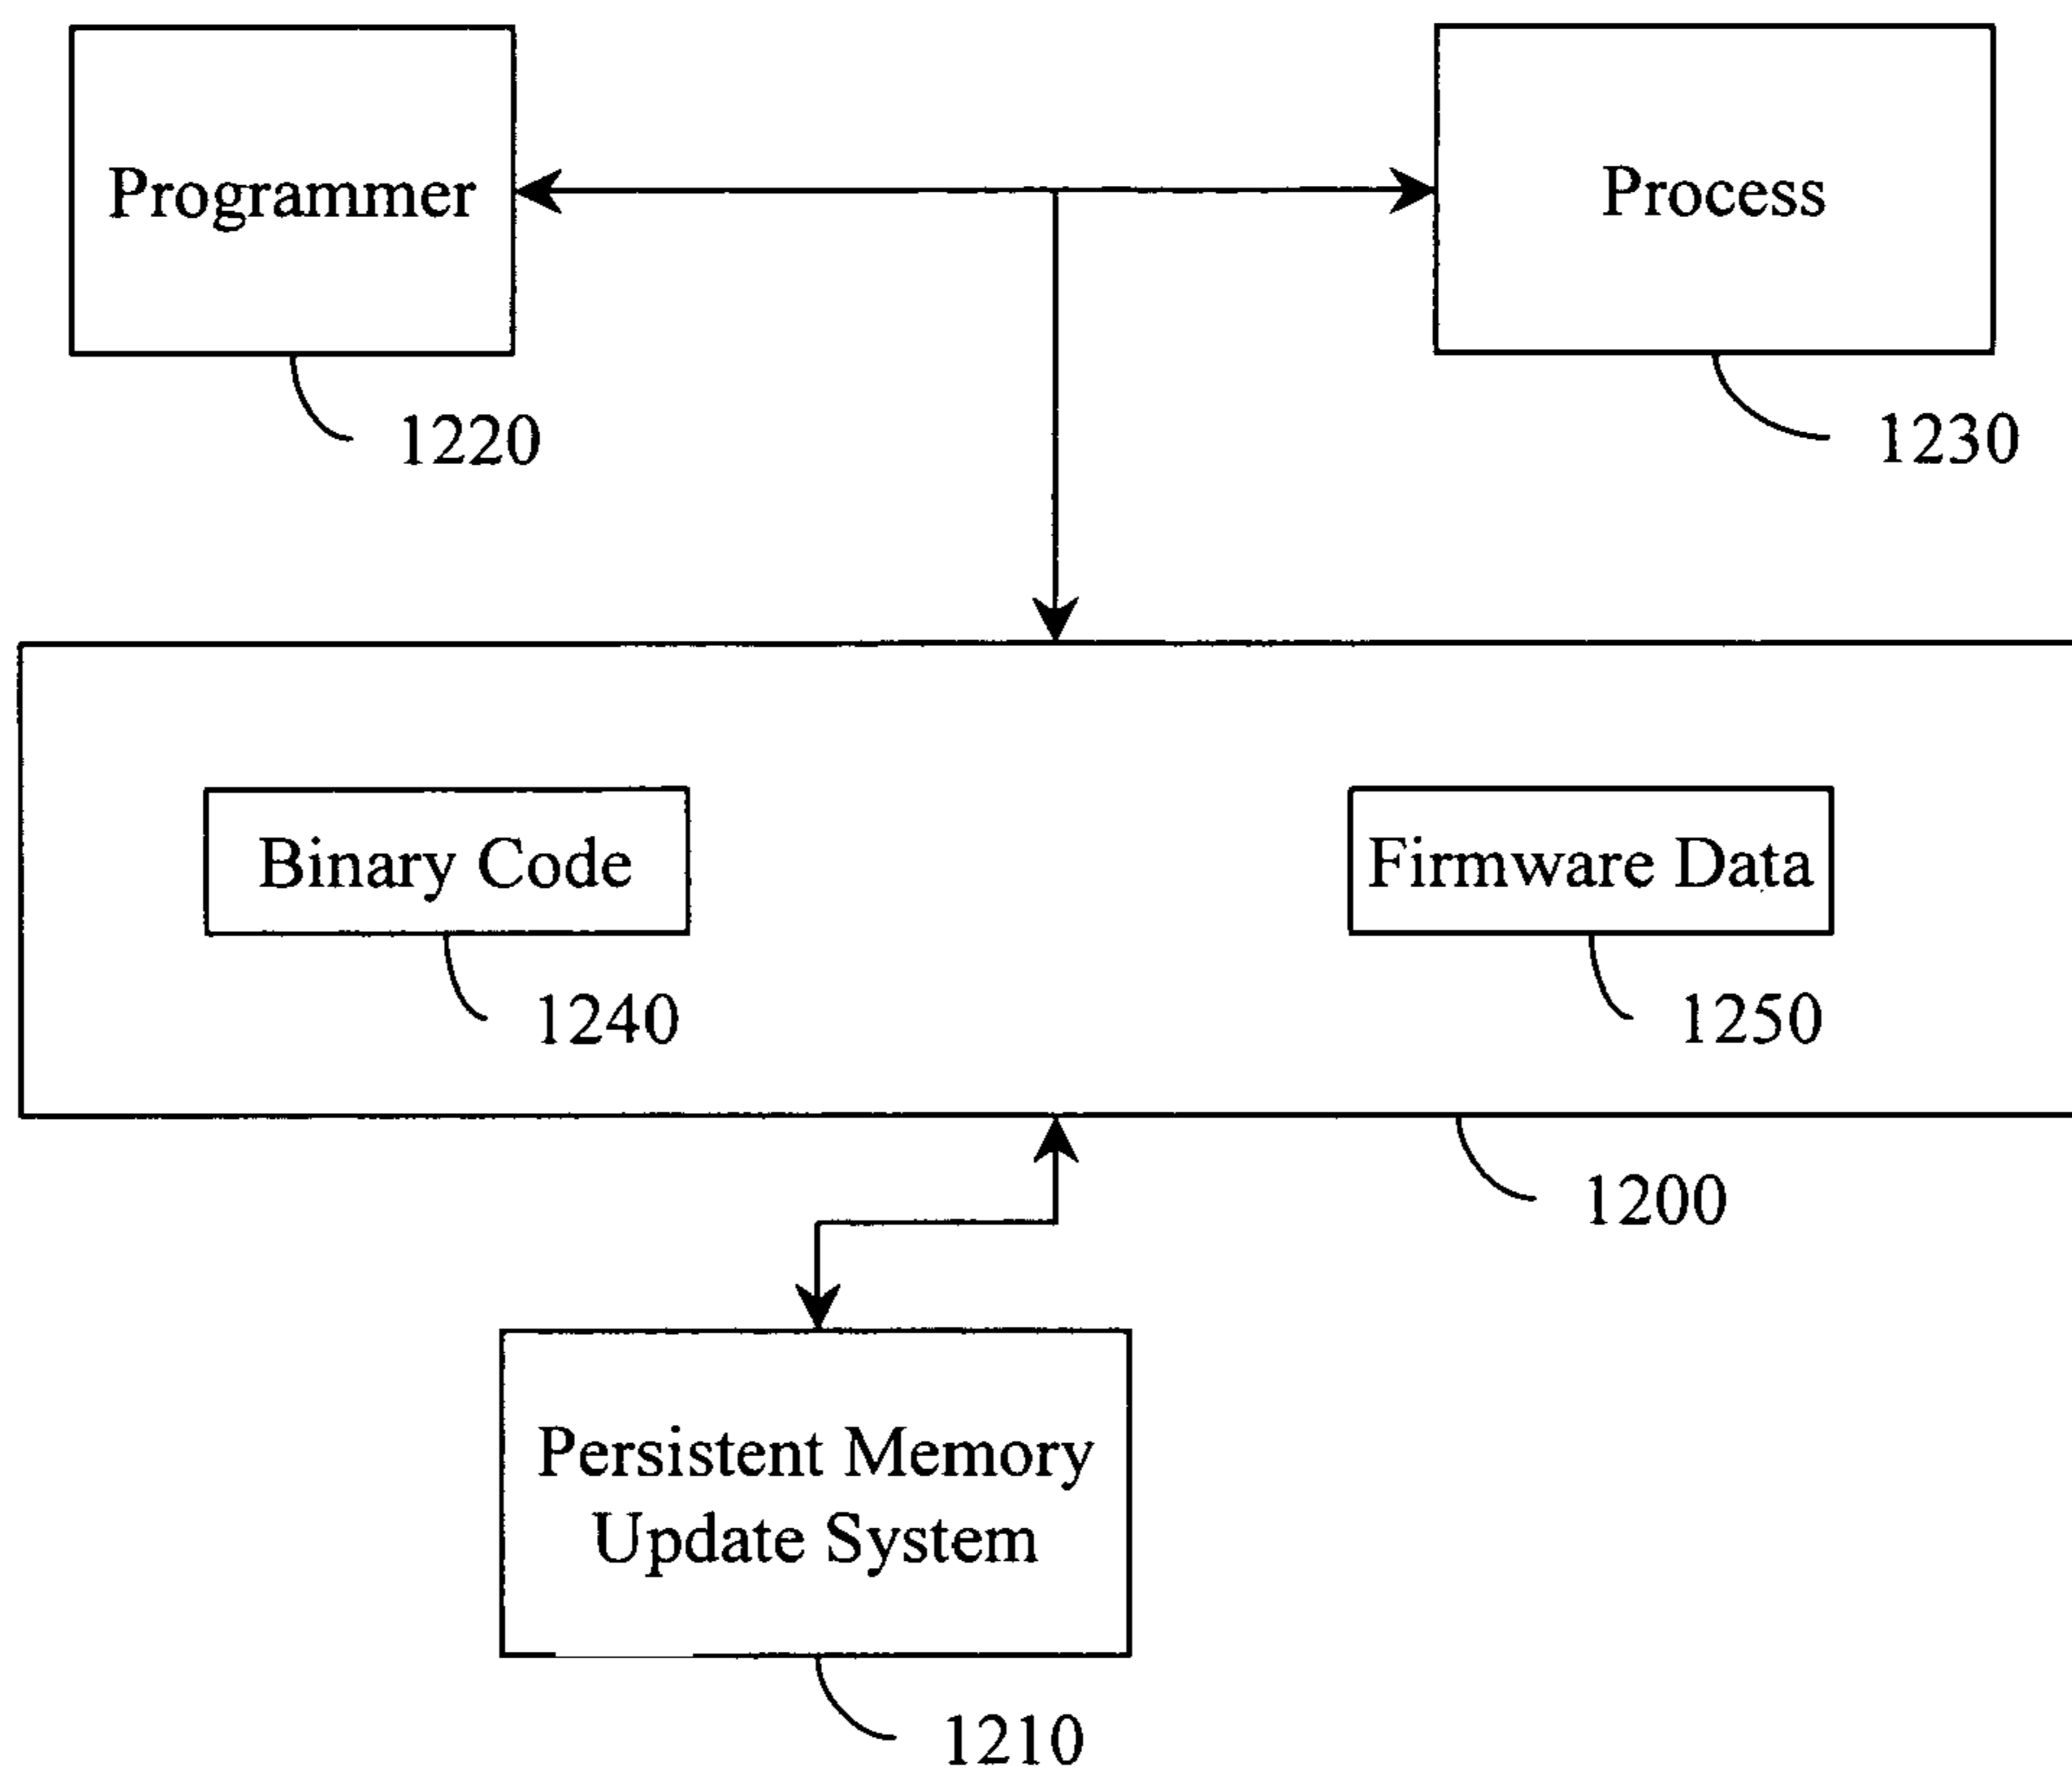 Programmer
Process
1220
1230
Binary Code
Firmware Data
1240
1250
1200
Persistent Memory
Update System
1210